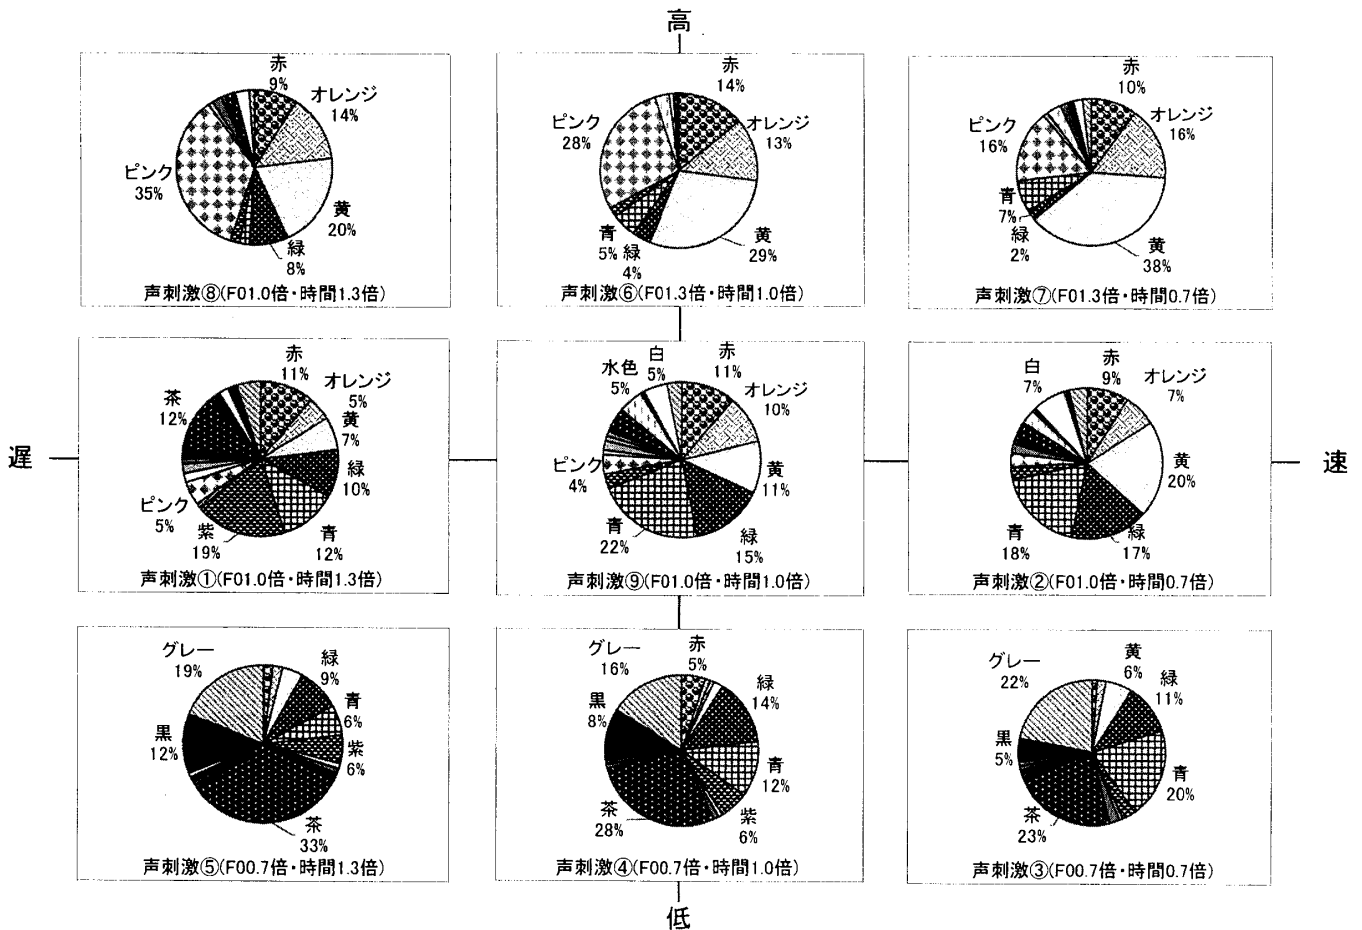 高
赤
9%
オレンジ
14%
黄
20%
緑
8%
ピンク
35%
声刺激⑧(F01.0倍・時間1.3倍)
赤
14%
オレンジ
13%
黄
29%
緑
4%
青
5%
ピンク
28%
声刺激⑥(F01.3倍・時間1.0倍)
赤
10%
オレンジ
16%
黄
38%
緑
2%
青
7%
ピンク
16%
声刺激⑦(F01.3倍・時間0.7倍)
遅
赤
11%
オレンジ
5%
黄
7%
緑
10%
青
12%
紫
19%
ピンク
5%
茶
12%
声刺激①(F01.0倍・時間1.3倍)
赤
11%
オレンジ
10%
黄
11%
緑
15%
青
22%
ピンク
4%
水色
5%
白
5%
声刺激⑨(F01.0倍・時間1.0倍)
赤
9%
オレンジ
7%
黄
20%
緑
17%
青
18%
白
7%
声刺激②(F01.0倍・時間0.7倍)
速
緑
9%
青
6%
紫
6%
茶
33%
黒
12%
グレー
19%
声刺激⑤(F00.7倍・時間1.3倍)
赤
5%
緑
14%
青
12%
紫
6%
茶
28%
黒
8%
グレー
16%
声刺激④(F00.7倍・時間1.0倍)
黄
6%
緑
11%
青
20%
茶
23%
黒
5%
グレー
22%
声刺激③(F00.7倍・時間0.7倍)
低